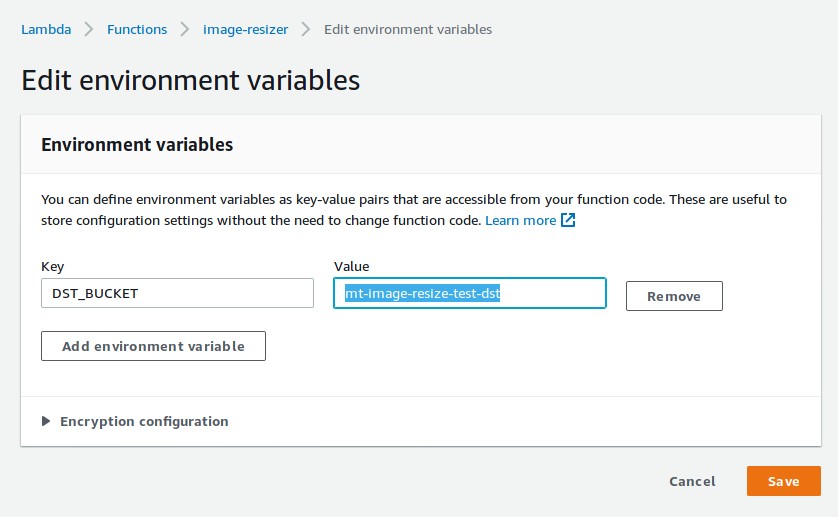 Lambda > Functions > image-resizer > Edit environment variables
Edit environment variables
Environment variables
You can define environment variables as key-value pairs that are accessible from your function code. These are useful to
store configuration settings without the need to change function code. Learn more
Key Value
DST_BUCKET mt-image-resize-test-dst Remove
Add environment variable
Encryption configuration
Cancel Save